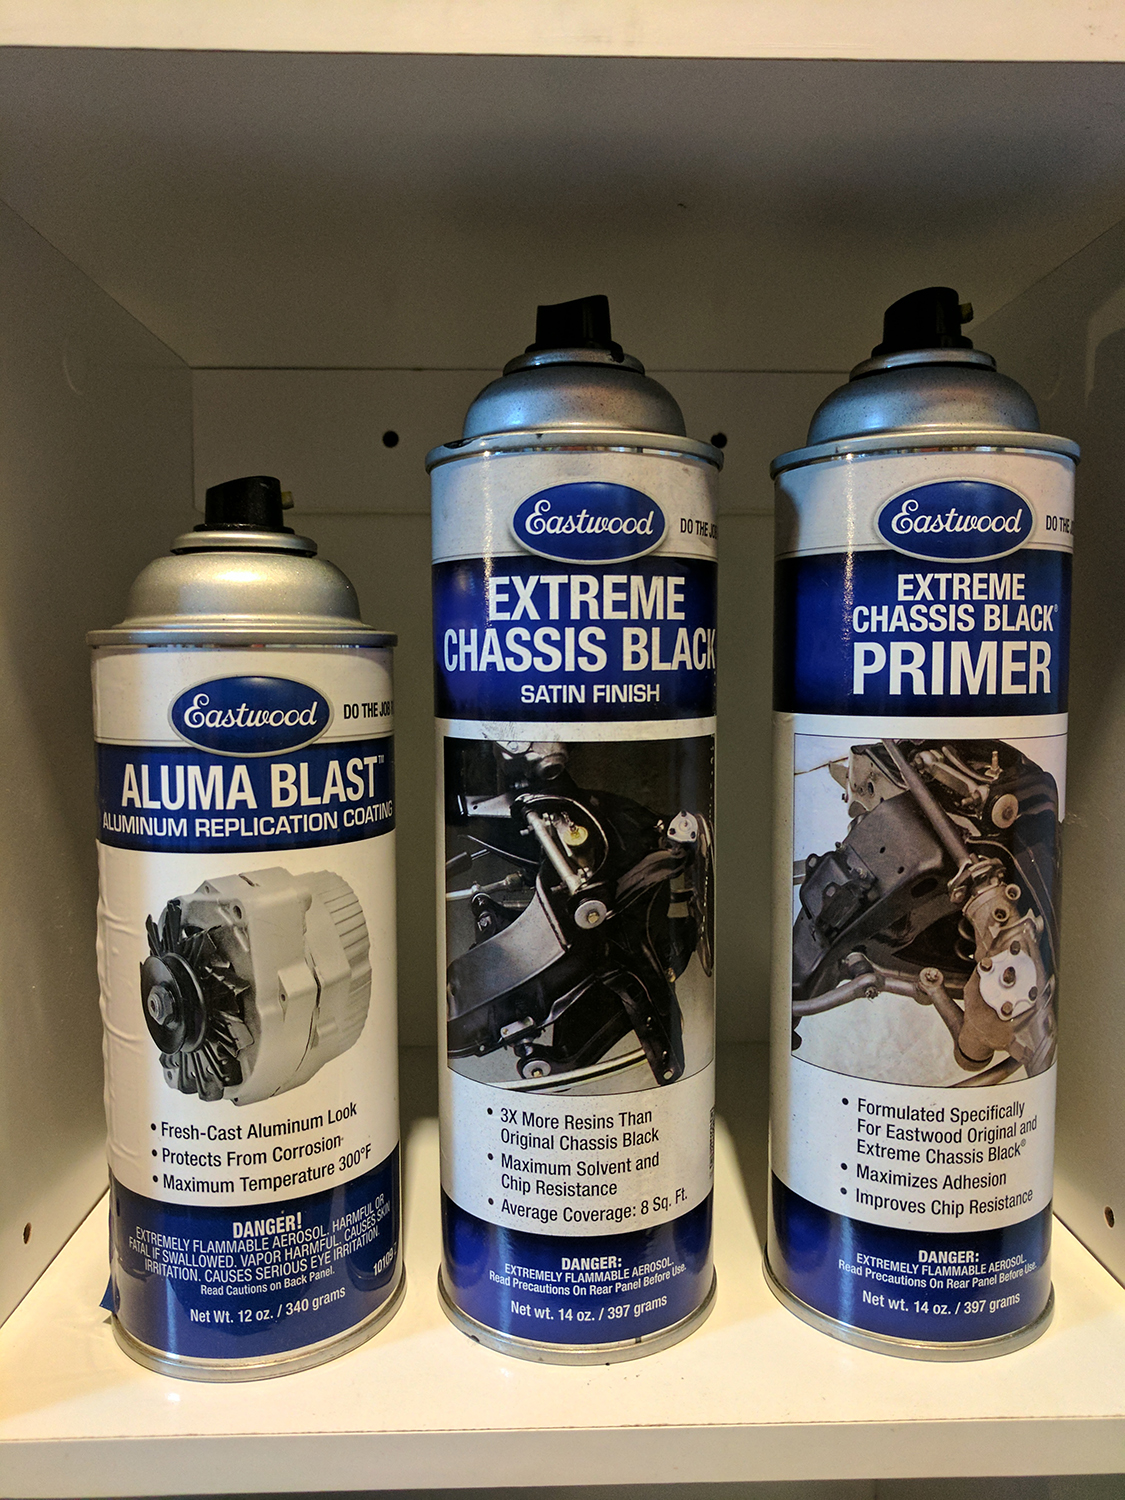 Eastwood
DO THE JOB
ALUMA BLAST™
ALUMINUM REPLICATION COATING
• Fresh-Cast Aluminum Look
• Protects From Corrosion
• Maximum Temperature 300°F
DANGER!
EXTREMELY FLAMMABLE AEROSOL. HARMFUL OR
FATAL IF SWALLOWED. VAPOR HARMFUL. CAUSES SKIN
IRRITATION. CAUSES SERIOUS EYE IRRITATION.
Read Cautions on Back Panel.
Net Wt. 12 oz. / 340 grams
Eastwood
DO THE JOB
EXTREME
CHASSIS BLACK
SATIN FINISH
• 3X More Resins Than
Original Chassis Black
• Maximum Solvent and
Chip Resistance
• Average Coverage: 8 Sq. Ft.
DANGER:
EXTREMELY FLAMMABLE AEROSOL.
Read Precautions On Rear Panel Before Use.
Net wt. 14 oz. / 397 grams
Eastwood
DO THE
EXTREME
CHASSIS BLACK®
PRIMER
• Formulated Specifically
For Eastwood Original and
Extreme Chassis Black®
• Maximizes Adhesion
• Improves Chip Resistance
DANGER:
EXTREMELY FLAMMABLE AEROSOL.
Read Precautions On Rear Panel Before Use.
Net wt. 14 oz. / 397 grams